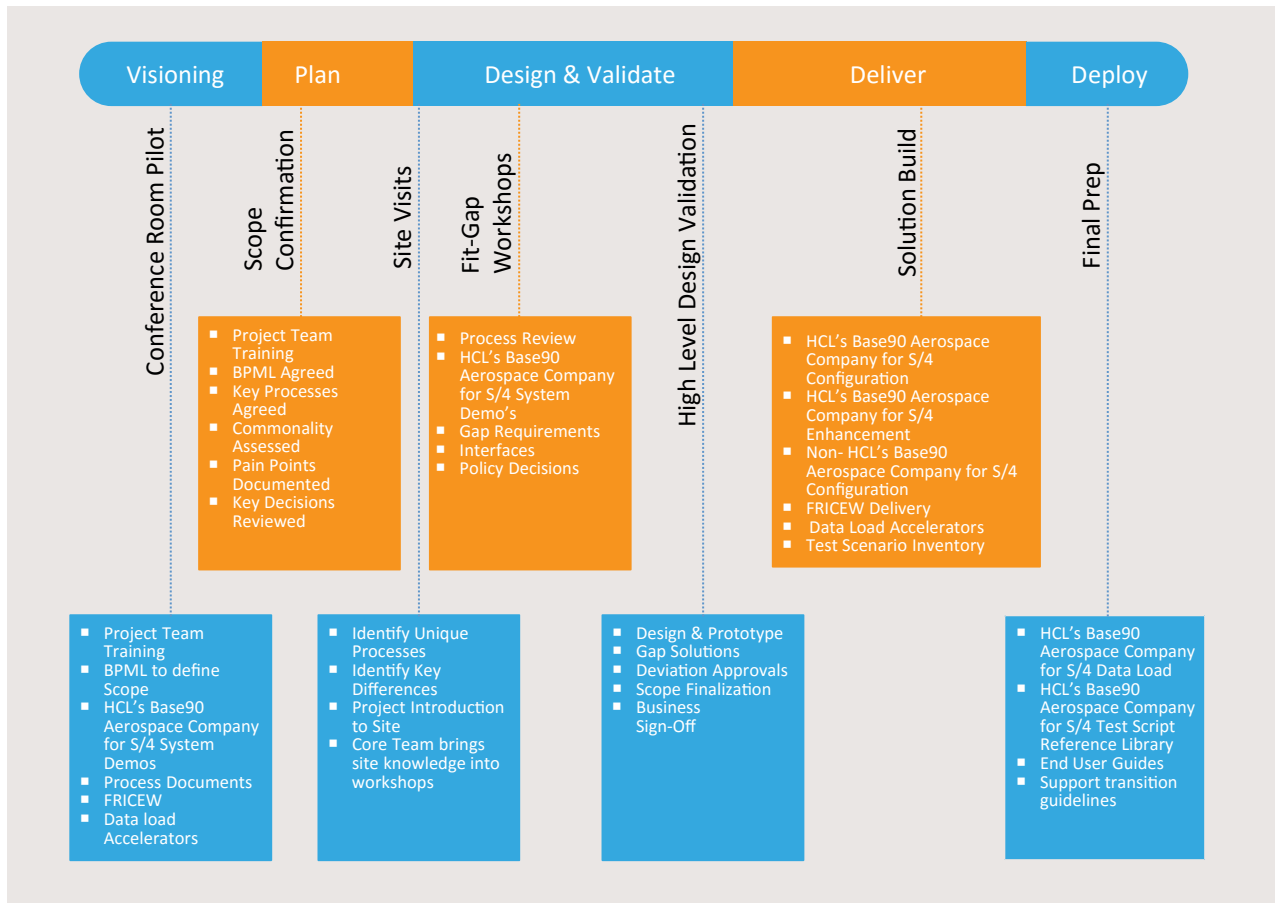 Visioning
Plan
Design & Validate
Deliver
Deploy
Conference Room Pilot
Scope
Confirmation
Site Visits
Fit-Gap
Workshops
High Level Design Validation
Solution Build
Final Prep
▪ Project Team
Training
▪ BPML Agreed
▪ Key Processes
Agreed
▪ Commonality
Assessed
▪ Pain Points
Documented
▪ Key Decisions
Reviewed
▪ Process Review
▪ HCL's Base90
Aerospace Company
for S/4 System
Demo's
▪ Gap Requirements
▪ Interfaces
▪ Policy Decisions
▪ HCL's Base90 Aerospace
Company for S/4
Configuration
▪ HCL's Base90 Aerospace
Company for S/4
Enhancement
▪ Non- HCL's Base90
Aerospace Company for S/4
Configuration
▪ FRICEW Delivery
▪ Data Load Accelerators
▪ Test Scenario Inventory
▪ Project Team
Training
▪ BPML to define
Scope
▪ HCL's Base90
Aerospace Company
for S/4 System
Demos
▪ Process Documents
▪ FRICEW
▪ Data load
Accelerators
▪ Identify Unique
Processes
▪ Identify Key
Differences
▪ Project Introduction
to Site
▪ Core Team brings
site knowledge into
workshops
▪ Design & Prototype
▪ Gap Solutions
▪ Deviation Approvals
▪ Scope Finalization
▪ Business
Sign-Off
▪ HCL's Base90
Aerospace Company
for S/4 Data Load
▪ HCL's Base90
Aerospace Company
for S/4 Test Script
Reference Library
▪ End User Guides
▪ Support transition
guidelines